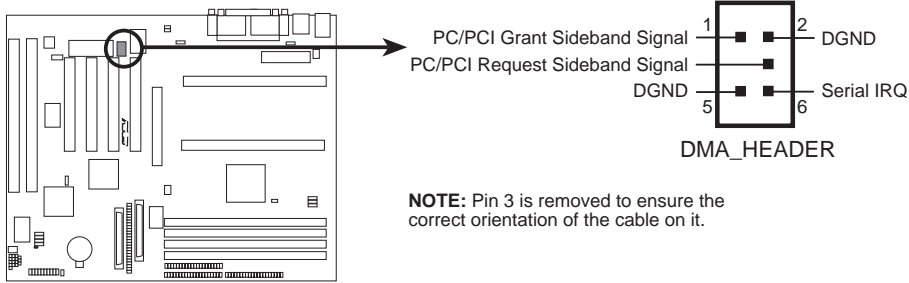 PC/PCI Grant Sideband Signal 1 2 DGND
PC/PCI Request Sideband Signal
DGND 5 6 Serial IRQ
DMA_HEADER
NOTE: Pin 3 is removed to ensure the
correct orientation of the cable on it.